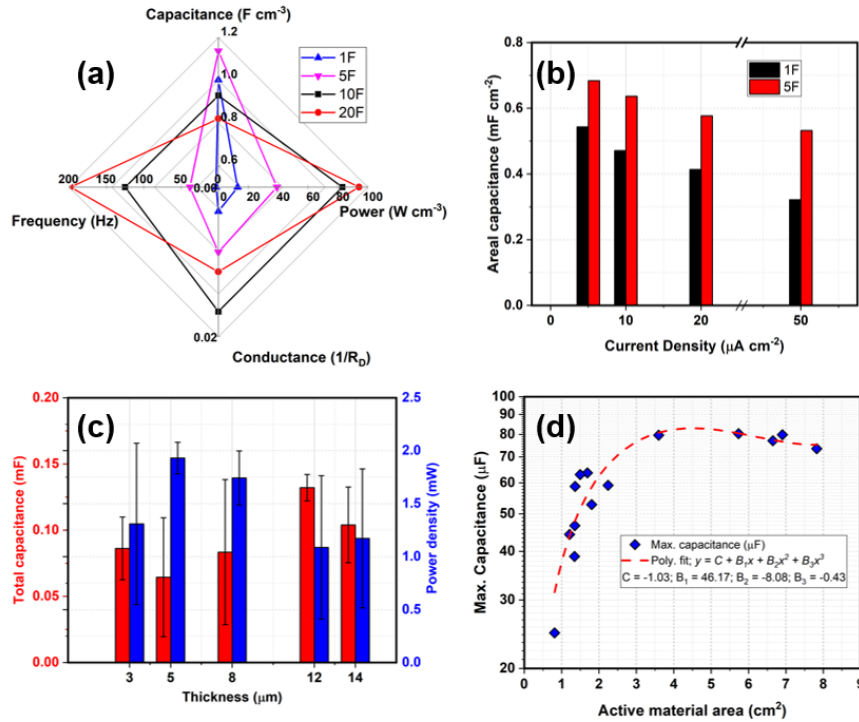 (a)
Capacitance (F cm-3)
1.2
1.0
0.8
0.6
1F
5F
10F
20F
200 150 100 50 0.00 0 20 40 60 80 100
Frequency (Hz)
Power (W cm-3)
0.02
Conductance (1/RD)
(b)
1F
5F
0.8
0.6
0.4
0.2
0.0
0 10 20 50
Areal capacitance (mF cm-2)
Current Density (μA cm-2)
(c)
0.20
0.15
0.10
0.05
0.00
2.5
2.0
1.5
1.0
0.5
0.0
Total capacitance (mF)
Power density (mW)
3 5 8 12 14
Thickness (μm)
(d)
100
90
80
70
60
50
40
30
20
Max. Capacitance (μF)
Max. capacitance (μF)
Poly. fit; y = C + B1x + B2x2 + B3x3
C = -1.03; B1 = 46.17; B2 = -8.08; B3 = -0.43
0 1 2 3 4 5 6 7 8 9
Active material area (cm2)